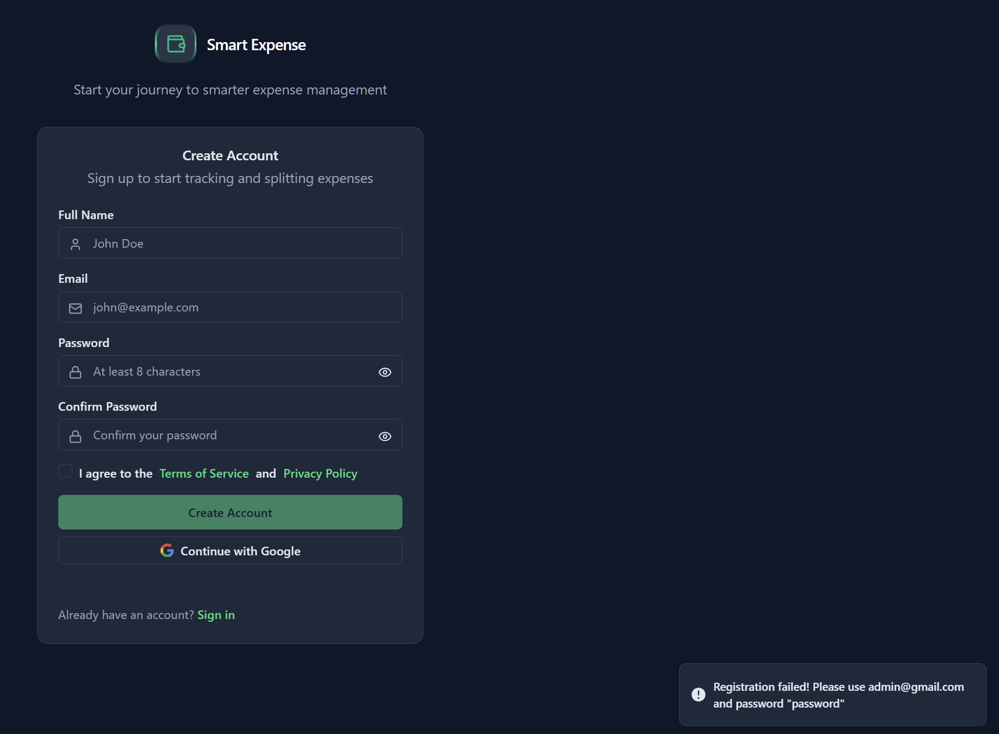 Smart Expense
Start your journey to smarter expense management
Create Account
Sign up to start tracking and splitting expenses
Full Name
John Doe
Email
john@example.com
Password
At least 8 characters
Confirm Password
Confirm your password
I agree to the Terms of Service and Privacy Policy
Create Account
Continue with Google
Already have an account? Sign in
Registration failed! Please use admin@gmail.com
and password "password"